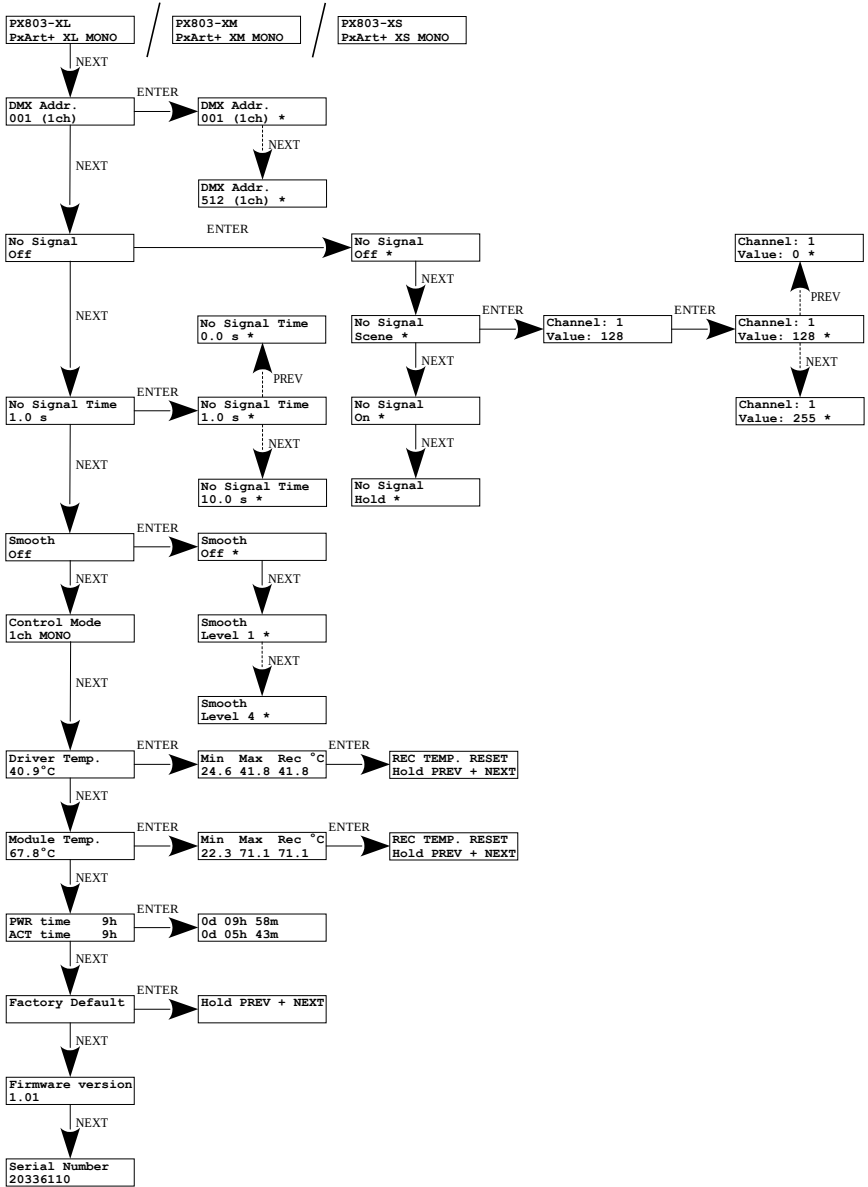 PX803-XL
PxArt+ XL MONO
PX803-XM
PxArt+ XM MONO
PX803-XS
PxArt+ XS MONO
NEXT
DMX Addr.
001 (1ch)
ENTER
DMX Addr.
001 (1ch) *
NEXT
DMX Addr.
512 (1ch) *
NEXT
No Signal
Off
ENTER
No Signal
Off *
NEXT
No Signal
Scene *
ENTER
Channel: 1
Value: 128
ENTER
Channel: 1
Value: 128 *
PREV
Channel: 1
Value: 0 *
NEXT
Channel: 1
Value: 255 *
NEXT
No Signal
On *
NEXT
No Signal
Hold *
NEXT
No Signal Time
1.0 s
ENTER
No Signal Time
1.0 s *
PREV
No Signal Time
0.0 s *
NEXT
No Signal Time
10.0 s *
NEXT
Smooth
Off
ENTER
Smooth
Off *
NEXT
Smooth
Level 1 *
NEXT
Smooth
Level 4 *
NEXT
Control Mode
1ch MONO
NEXT
Driver Temp.
40.9°C
ENTER
Min Max Rec °C
24.6 41.8 41.8
ENTER
REC TEMP. RESET
Hold PREV + NEXT
NEXT
Module Temp.
67.8°C
ENTER
Min Max Rec °C
22.3 71.1 71.1
ENTER
REC TEMP. RESET
Hold PREV + NEXT
NEXT
PWR time 9h
ACT time 9h
ENTER
0d 09h 58m
0d 05h 43m
NEXT
Factory Default
ENTER
Hold PREV + NEXT
NEXT
Firmware version
1.01
NEXT
Serial Number
20336110